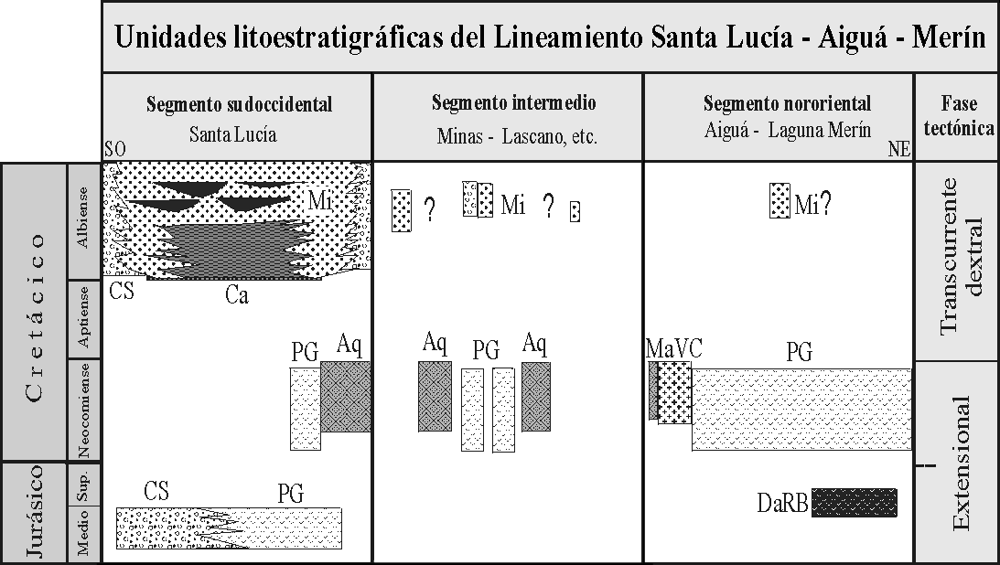 Unidades litoestratigráficas del Lineamiento Santa Lucía - Aiguá - Merín
Segmento sudoccidental
Santa Lucía
SO
Segmento intermedio
Minas - Lascano, etc.
Segmento nororiental
Aiguá - Laguna Merín
NE
Fase
tectónica
Cretácico
Albiense
Aptiense
Neocomiense
Jurásico
Sup.
Medio
Mi
CS
Ca
PG
Aq
CS
PG
?
Mi
?
Aq
PG
Aq
Mi?
MaVC
PG
DaRB
Transcurrente
dextral
Extensional